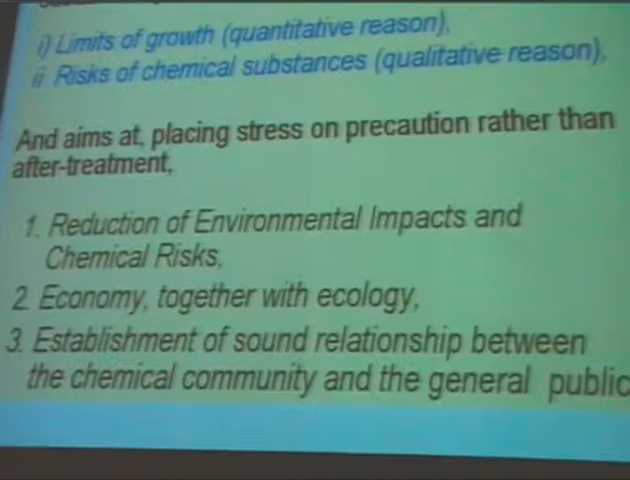 i) Limits of growth (quantitative reason),
ii Risks of chemical substances (qualitative reason),
And aims at, placing stress on precaution rather than
after-treatment,
1. Reduction of Environmental Impacts and
Chemical Risks,
2 Economy, together with ecology,
3. Establishment of sound relationship between
the chemical community and the general public